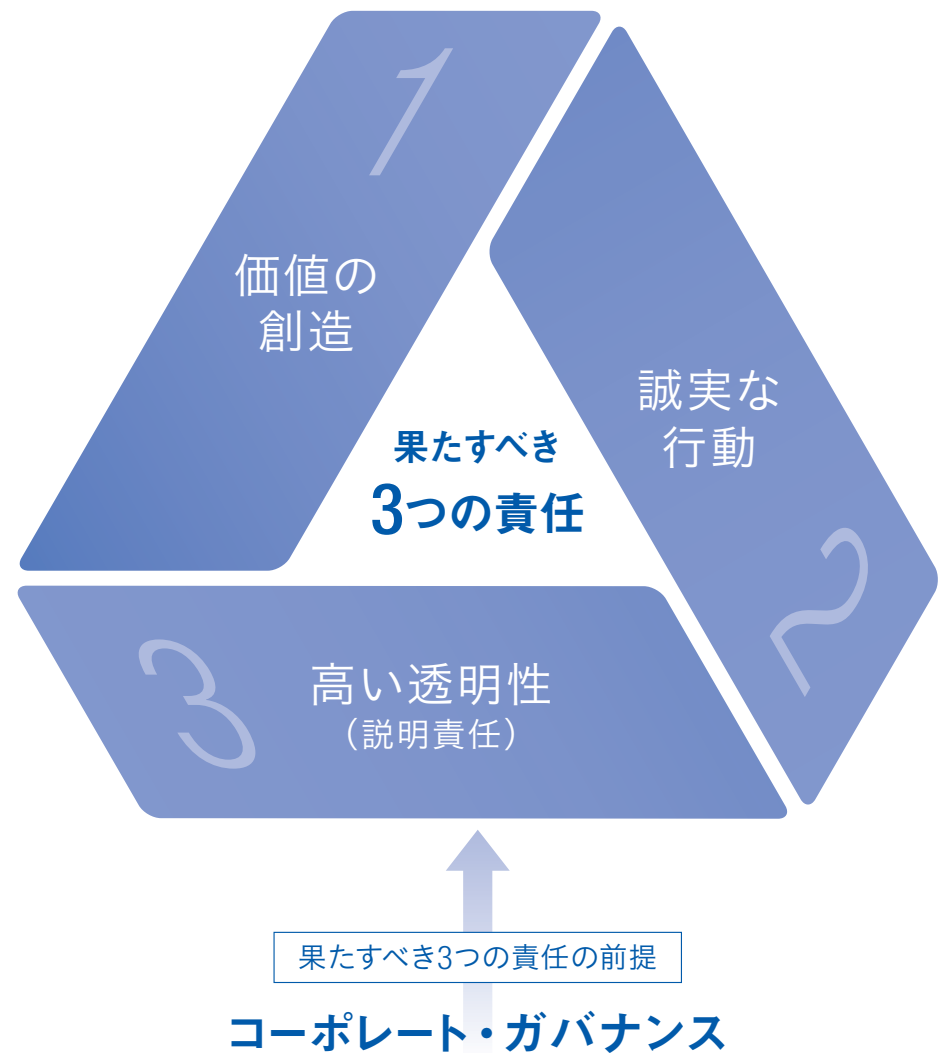 1
価値の
創造
誠実な
行動
2
果たすべき
3つの責任
3
高い透明性
（説明責任）
果たすべき3つの責任の前提
コーポレート・ガバナンス